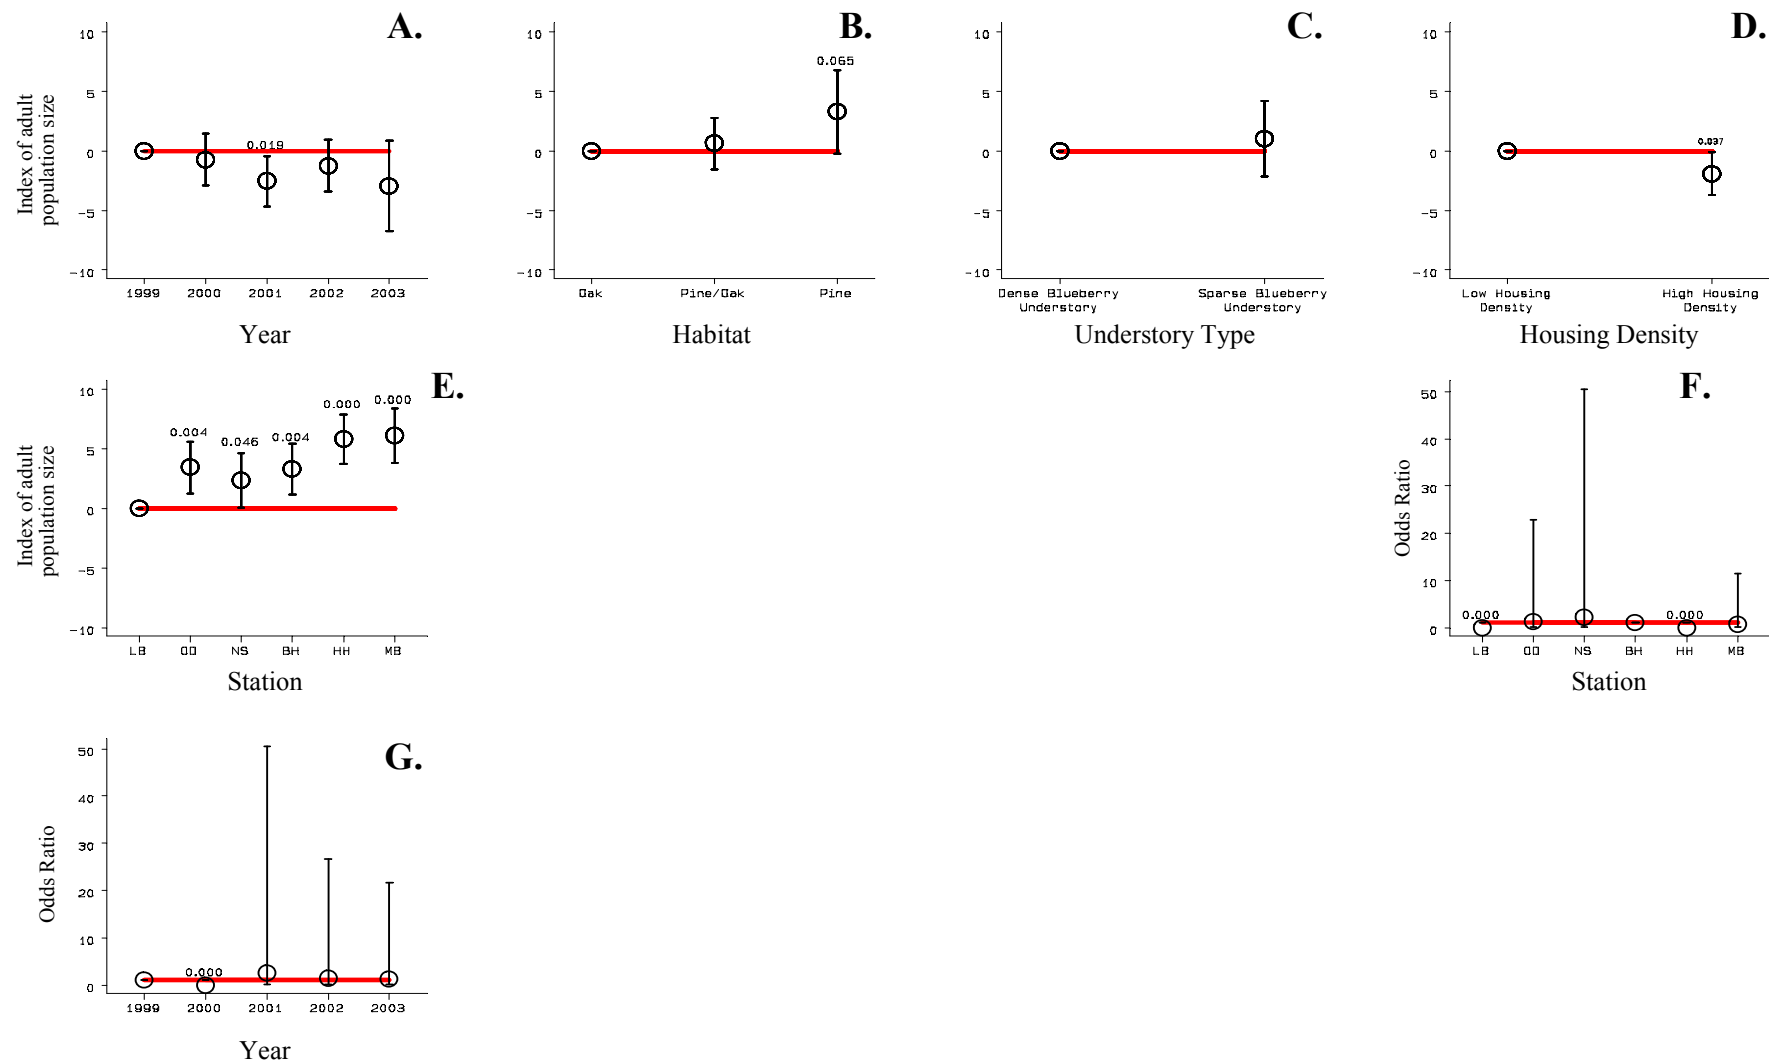 A.
Index of adult
population size
10
5
0
-5
-10
0.019
1999 2000 2001 2002 2003
Year
B.
10
5
0
-5
-10
0.065
Oak Pine/Oak Pine
Habitat
C.
10
5
0
-5
-10
Dense Blueberry
Understory
Sparse Blueberry
Understory
Understory Type
D.
10
5
0
-5
-10
0.037
Low Housing
Density
High Housing
Density
Housing Density
E.
Index of adult
population size
10
5
0
-5
-10
0.004 0.046 0.004 0.000 0.000
LB OD NS BH HH MB
Station
F.
Odds Ratio
50
40
30
20
10
0
0.000 0.000
LB OD NS BH HH MB
Station
G.
Odds Ratio
50
40
30
20
10
0
0.000
1999 2000 2001 2002 2003
Year